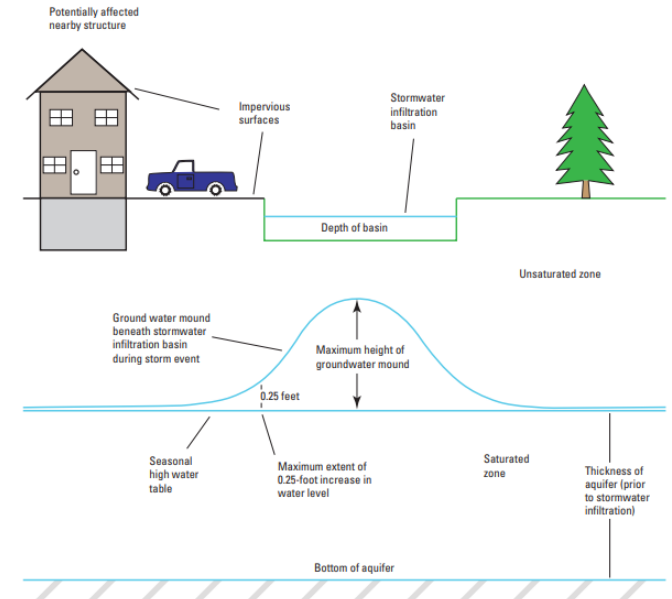 Potentially affected
nearby structure
Impervious
surfaces
Stormwater
infiltration
basin
Depth of basin
Unsaturated zone
Ground water mound
beneath stormwater
infiltration basin
during storm event
Maximum height of
groundwater mound
0.25 feet
Seasonal
high water
table
Maximum extent of
0.25-foot increase in
water level
Saturated
zone
Thickness of
aquifer (prior
to stormwater
infiltration)
Bottom of aquifer